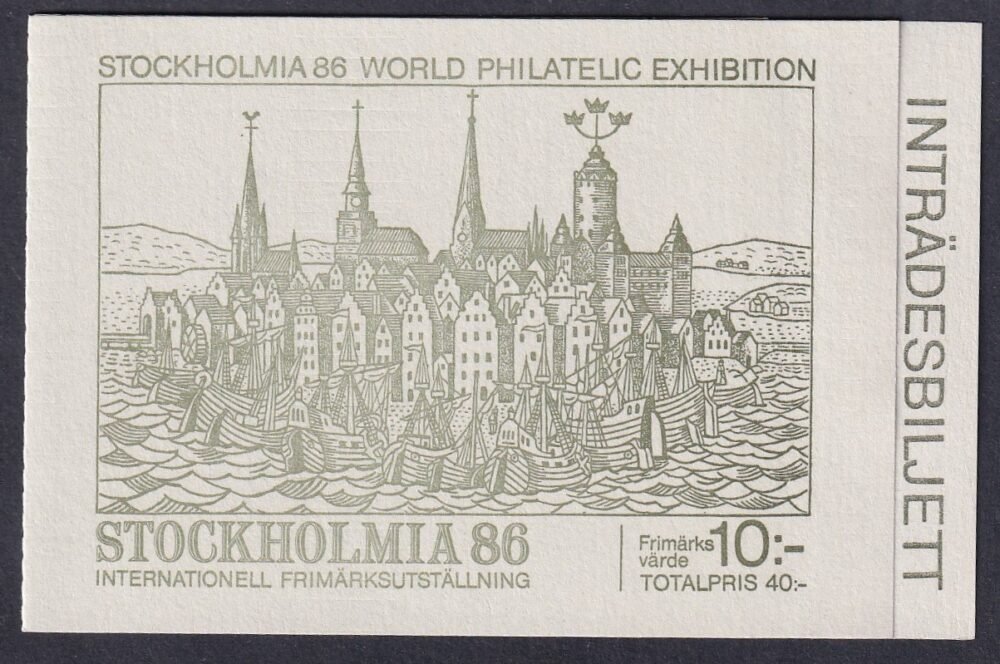 STOCKHOLMIA 86 WORLD PHILATELIC EXHIBITION
STOCKHOLMIA 86
INTERNATIONELL FRIMÄRKSUTSTÄLLNING
Frimärks värde 10:-
TOTALPRIS 40:-
INTRÄDESBILJETT